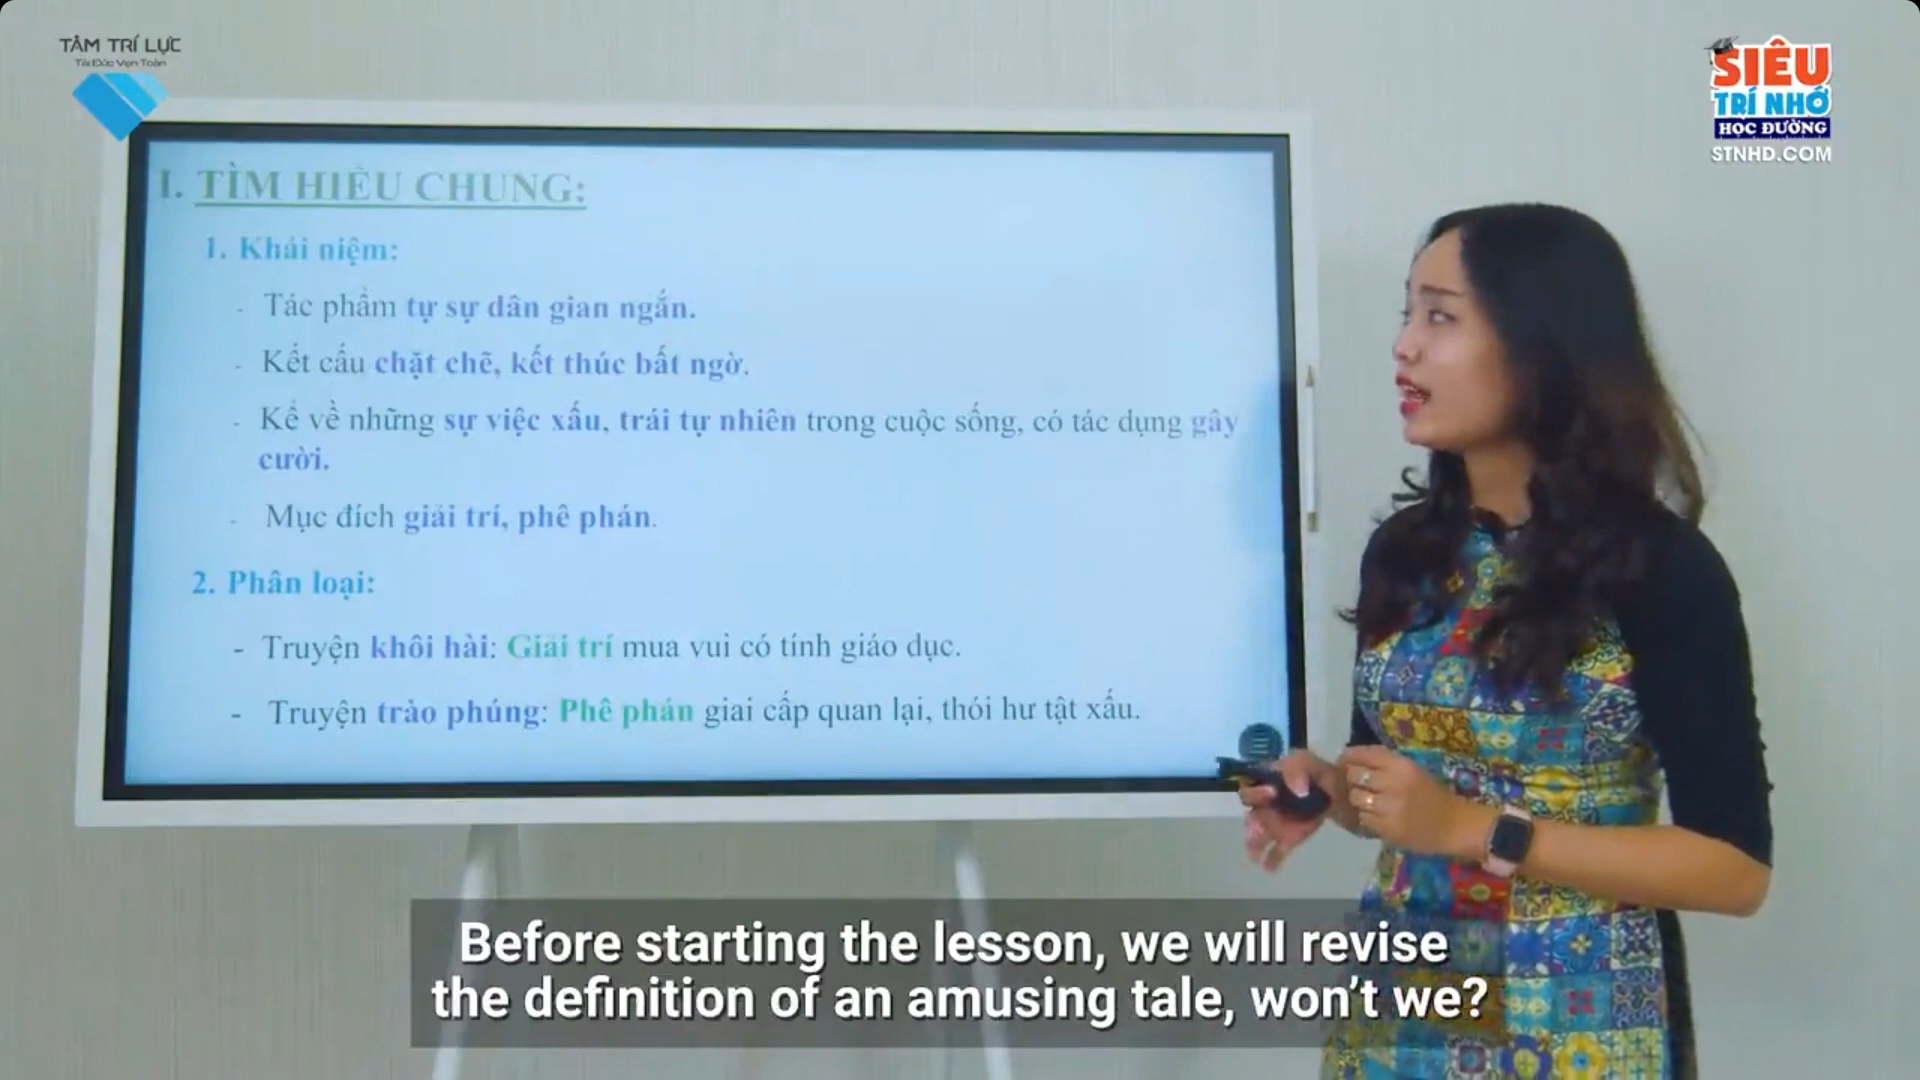 TÂM TRÍ LỰC
Tài Đức Vẹn Toàn
SIÊU
TRÍ NHỚ
HỌC ĐƯỜNG
STNHD.COM
I. TÌM HIỂU CHUNG:
1. Khái niệm:
- Tác phẩm tự sự dân gian ngắn.
- Kết cấu chặt chẽ, kết thúc bất ngờ.
- Kể về những sự việc xấu, trái tự nhiên trong cuộc sống, có tác dụng gây
cười.
- Mục đích giải trí, phê phán.
2. Phân loại:
- Truyện khôi hài: Giải trí mua vui có tính giáo dục.
- Truyện trào phúng: Phê phán giai cấp quan lại, thói hư tật xấu.
Before starting the lesson, we will revise
the definition of an amusing tale, won’t we?